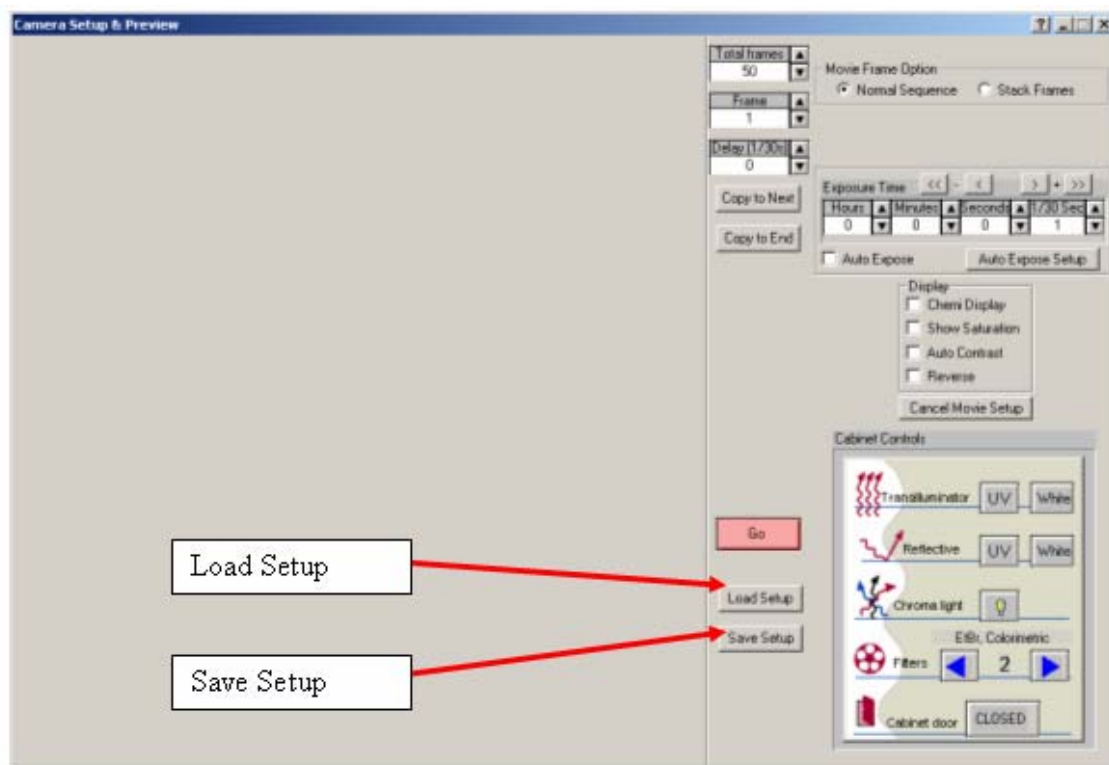 Camera Setup & Preview
Total frames
50
Frame
1
Delay (1/30s)
0
Copy to Next
Copy to End
Movie Frame Option
Normal Sequence Stack Frames
Exposure Time << - < > + >>
Hours Minutes Seconds 1/30 Sec
0 0 0 1
Auto Expose Auto Expose Setup
Display
Chemi Display
Show Saturation
Auto Contrast
Reverse
Cancel Movie Setup
Cabinet Controls
Transilluminator UV White
Reflective UV White
Chroma light
EtBr, Colorimetric
Filters 2
Cabinet door CLOSED
Go
Load Setup
Save Setup
Load Setup
Save Setup